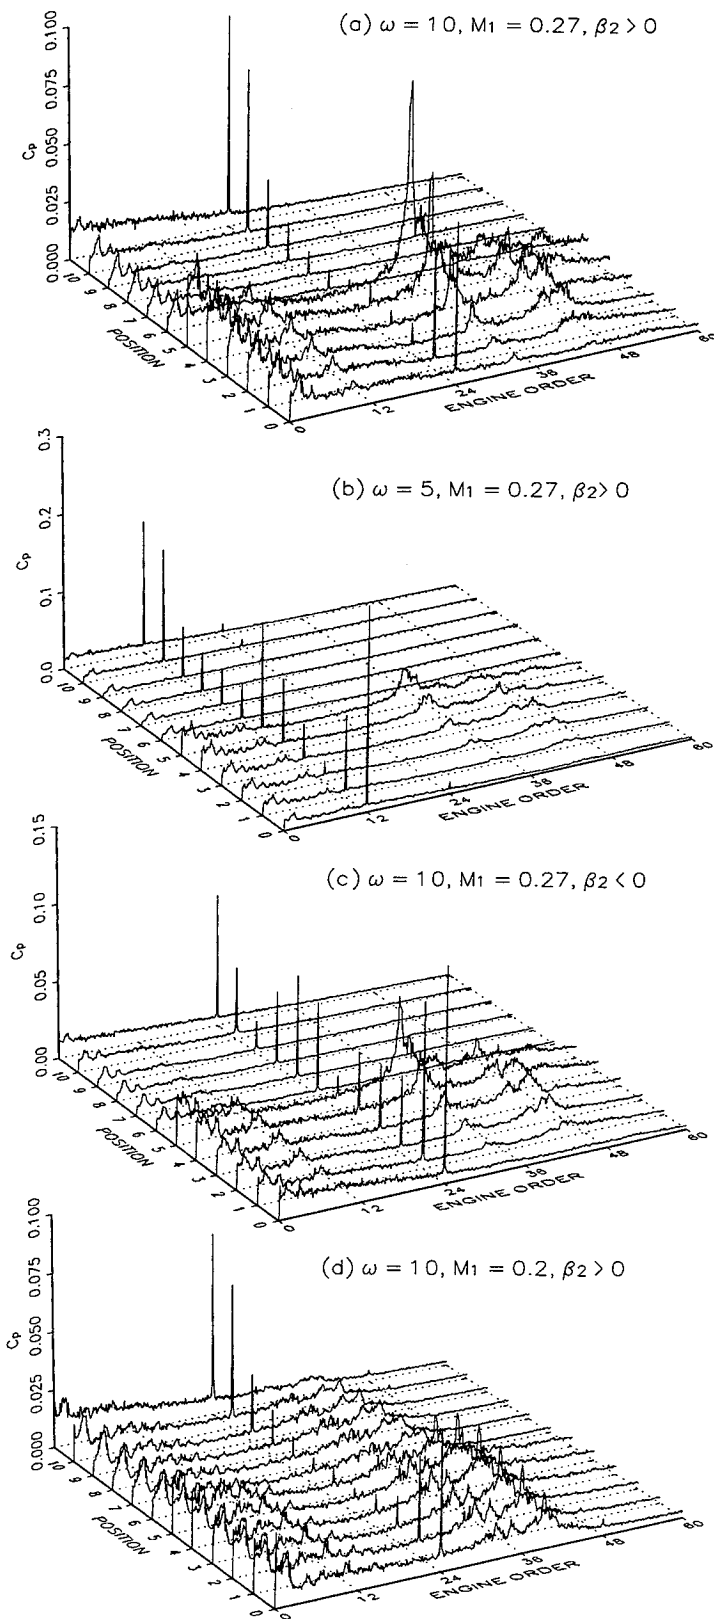 (a) ω = 10, M1 = 0.27, β2 > 0
0.100
0.075
0.050
0.025
0.000
Cp
10 9 8 7 6 5 4 3 2 1 0
POSITION
0 12 24 36 48 60
ENGINE ORDER
(b) ω = 5, M1 = 0.27, β2 > 0
0.3
0.2
0.1
0.0
Cp
10 9 8 7 6 5 4 3 2 1 0
POSITION
0 12 24 36 48 60
ENGINE ORDER
(c) ω = 10, M1 = 0.27, β2 < 0
0.15
0.10
0.05
0.00
Cp
10 9 8 7 6 5 4 3 2 1 0
POSITION
0 12 24 36 48 60
ENGINE ORDER
(d) ω = 10, M1 = 0.2, β2 > 0
0.100
0.075
0.050
0.025
0.000
Cp
10 9 8 7 6 5 4 3 2 1 0
POSITION
0 12 24 36 48 60
ENGINE ORDER